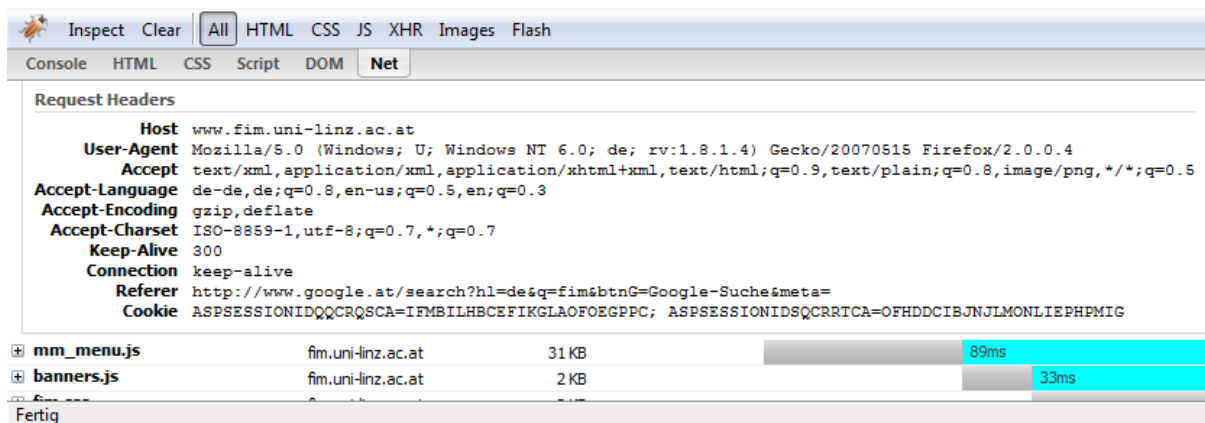 Inspect Clear All HTML CSS JS XHR Images Flash
Console HTML CSS Script DOM Net
Request Headers
Host www.fim.uni-linz.ac.at
User-Agent Mozilla/5.0 (Windows; U; Windows NT 6.0; de; rv:1.8.1.4) Gecko/20070515 Firefox/2.0.0.4
Accept text/xml,application/xml,application/xhtml+xml,text/html;q=0.9,text/plain;q=0.8,image/png,*/*;q=0.5
Accept-Language de-de,de;q=0.8,en-us;q=0.5,en;q=0.3
Accept-Encoding gzip,deflate
Accept-Charset ISO-8859-1,utf-8;q=0.7,*;q=0.7
Keep-Alive 300
Connection keep-alive
Referer http://www.google.at/search?hl=de&q=fim&btnG=Google-Suche&meta=
Cookie ASPSESSIONIDQQCRQSCA=IFMBILHBCEFIKGLAOFOEGPPC; ASPSESSIONIDSQCRRTCA=OFHDDCIBJNJLMONLIEPHPMIG
mm_menu.js fim.uni-linz.ac.at 31 KB 89ms
banners.js fim.uni-linz.ac.at 2 KB 33ms
Fertig